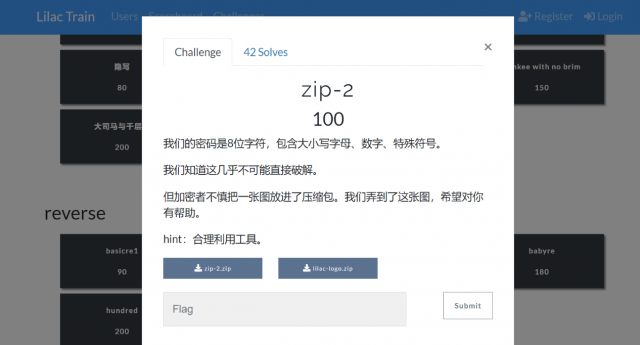 Lilac Train Users Scoreboard Challenges Register Login
Challenge 42 Solves ×
隐写
80
kee with no brim
150
zip-2
100
大司马与千层
200
我们的密码是8位字符，包含大小写字母、数字、特殊符号。
我们知道这几乎不可能直接破解。
但加密者不慎把一张图放进了压缩包。我们弄到了这张图，希望对你
有帮助。
hint：合理利用工具。
reverse
basicre1
90
babyre
180
zip-2.zip lilac-logo.zip
hundred
200
Flag Submit